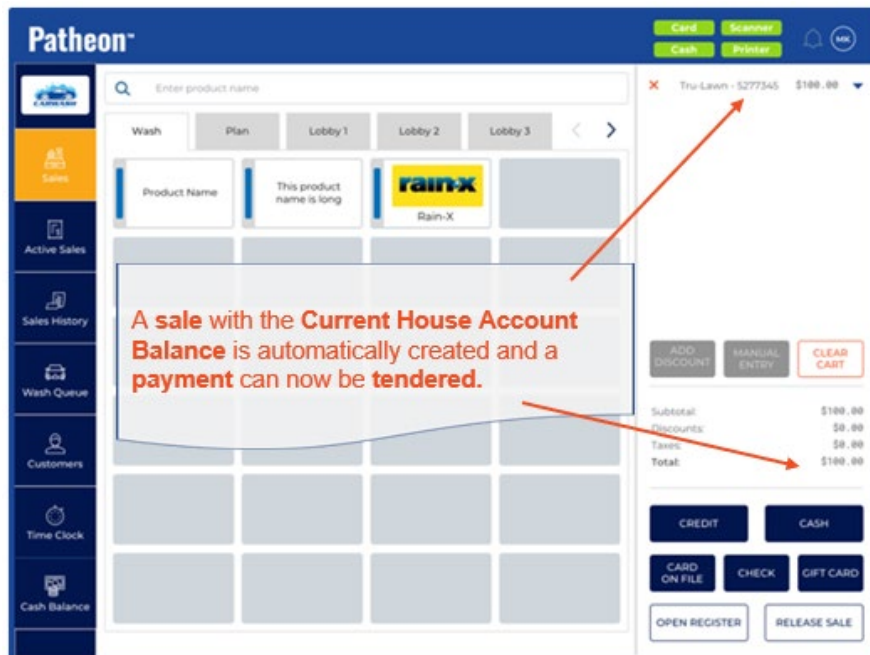 Patheon™
Card Scanner
Cash Printer
MK
CARWASH
Sales
Active Sales
Sales History
Wash Queue
Customers
Time Clock
Cash Balance
Enter product name
Wash Plan Lobby 1 Lobby 2 Lobby 3
Product Name
This product
name is long
rain-x
Rain-X
A sale with the Current House Account
Balance is automatically created and a
payment can now be tendered.
Tru-Lawn - 5277345 $100.00
ADD
DISCOUNT
MANUAL
ENTRY
CLEAR
CART
Subtotal: $100.00
Discounts: $0.00
Taxes: $0.00
Total: $100.00
CREDIT CASH
CARD
ON FILE
CHECK
GIFT CARD
OPEN REGISTER RELEASE SALE